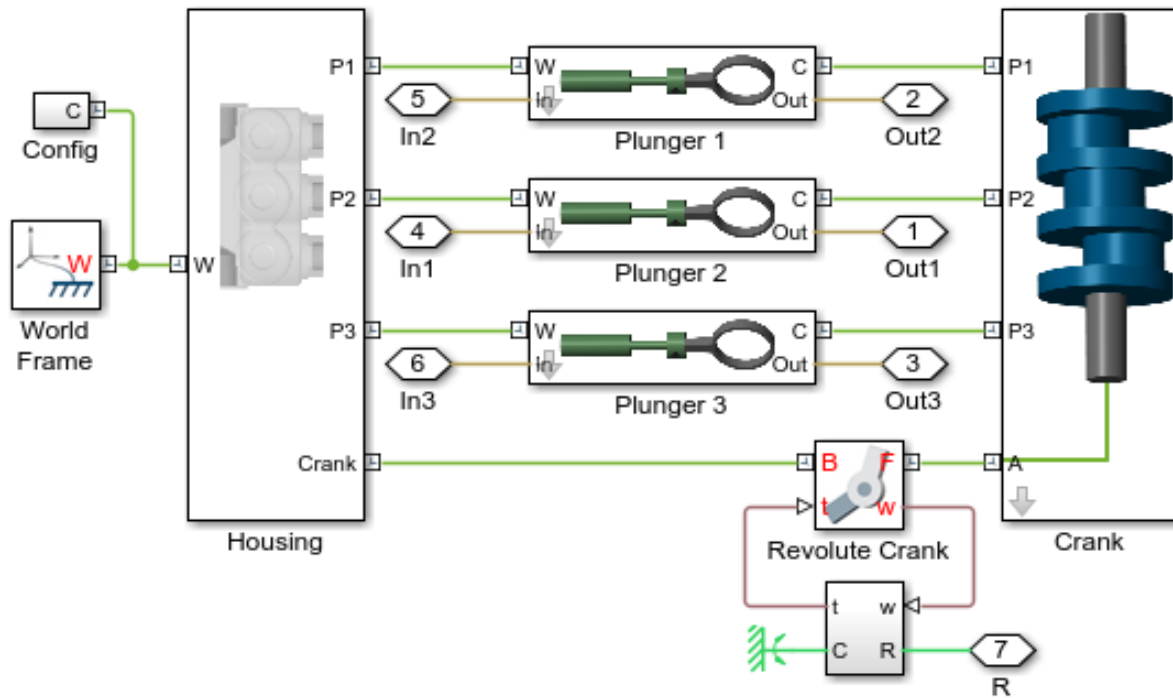 P1
W
C
P1
5
In
Out
2
C
In2
Plunger 1
Out2
Config
P2
W
C
P2
4
In
Out
1
W
W
In1
Plunger 2
Out1
World
Frame
P3
W
C
P3
6
In
Out
3
In3
Plunger 3
Out3
Crank
B
F
A
t
w
Housing
Revolute Crank
Crank
t
w
C
R
7
R